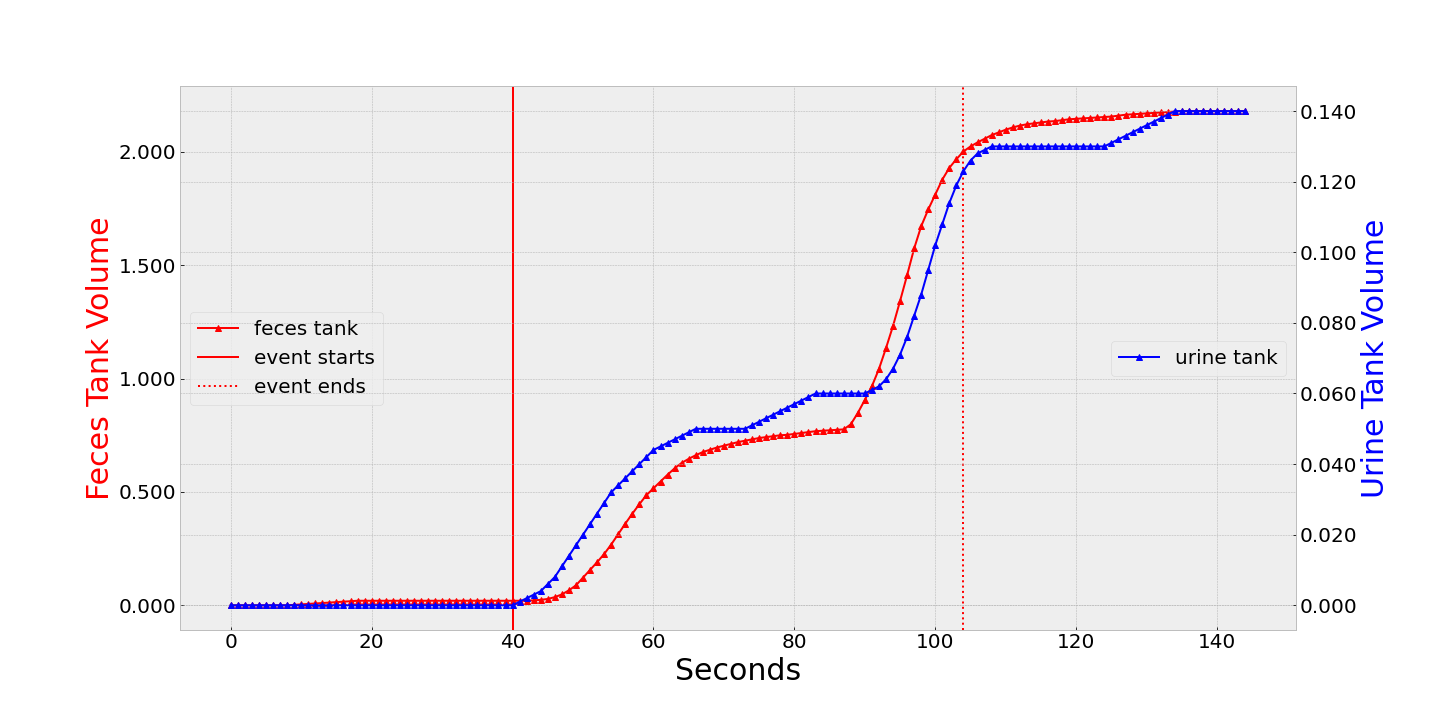 Feces Tank Volume
2.000
1.500
1.000
0.500
0.000
feces tank
event starts
event ends
urine tank
0.140
0.120
0.100
0.080
0.060
0.040
0.020
0.000
Urine Tank Volume
0 20 40 60 80 100 120 140
Seconds